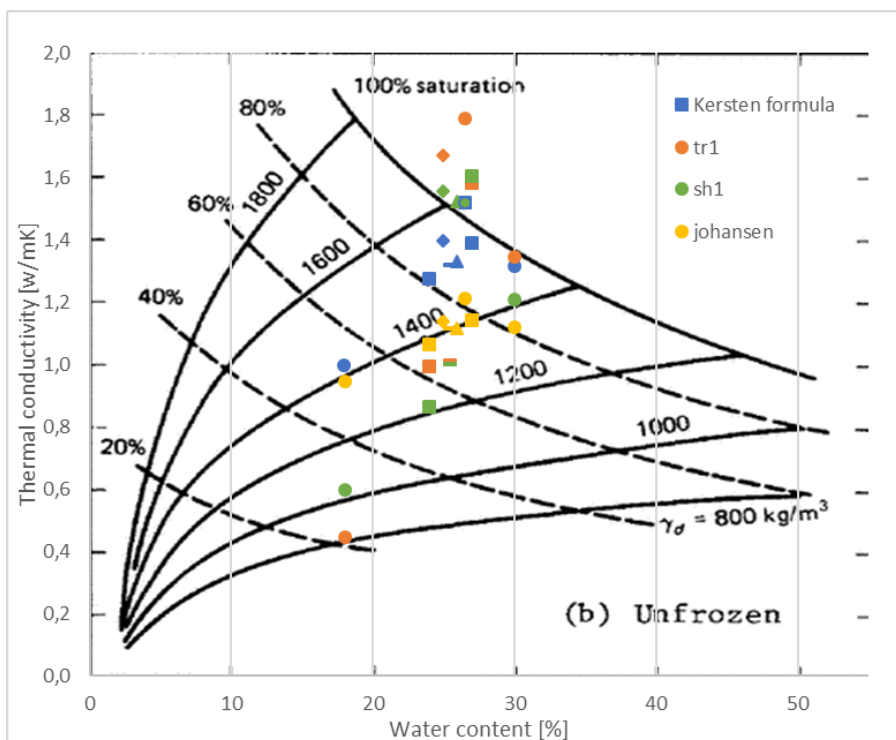 2,0
1,8
1,6
1,4
1,2
1,0
0,8
0,6
0,4
0,2
0,0
Thermal conductivity [w/mK]
0
10
20
30
40
50
Water content [%]
100% saturation
80%
60%
40%
20%
1800
1600
1400
1200
1000
γd = 800 kg/m³
(b) Unfrozen
Kersten formula
tr1
sh1
johansen